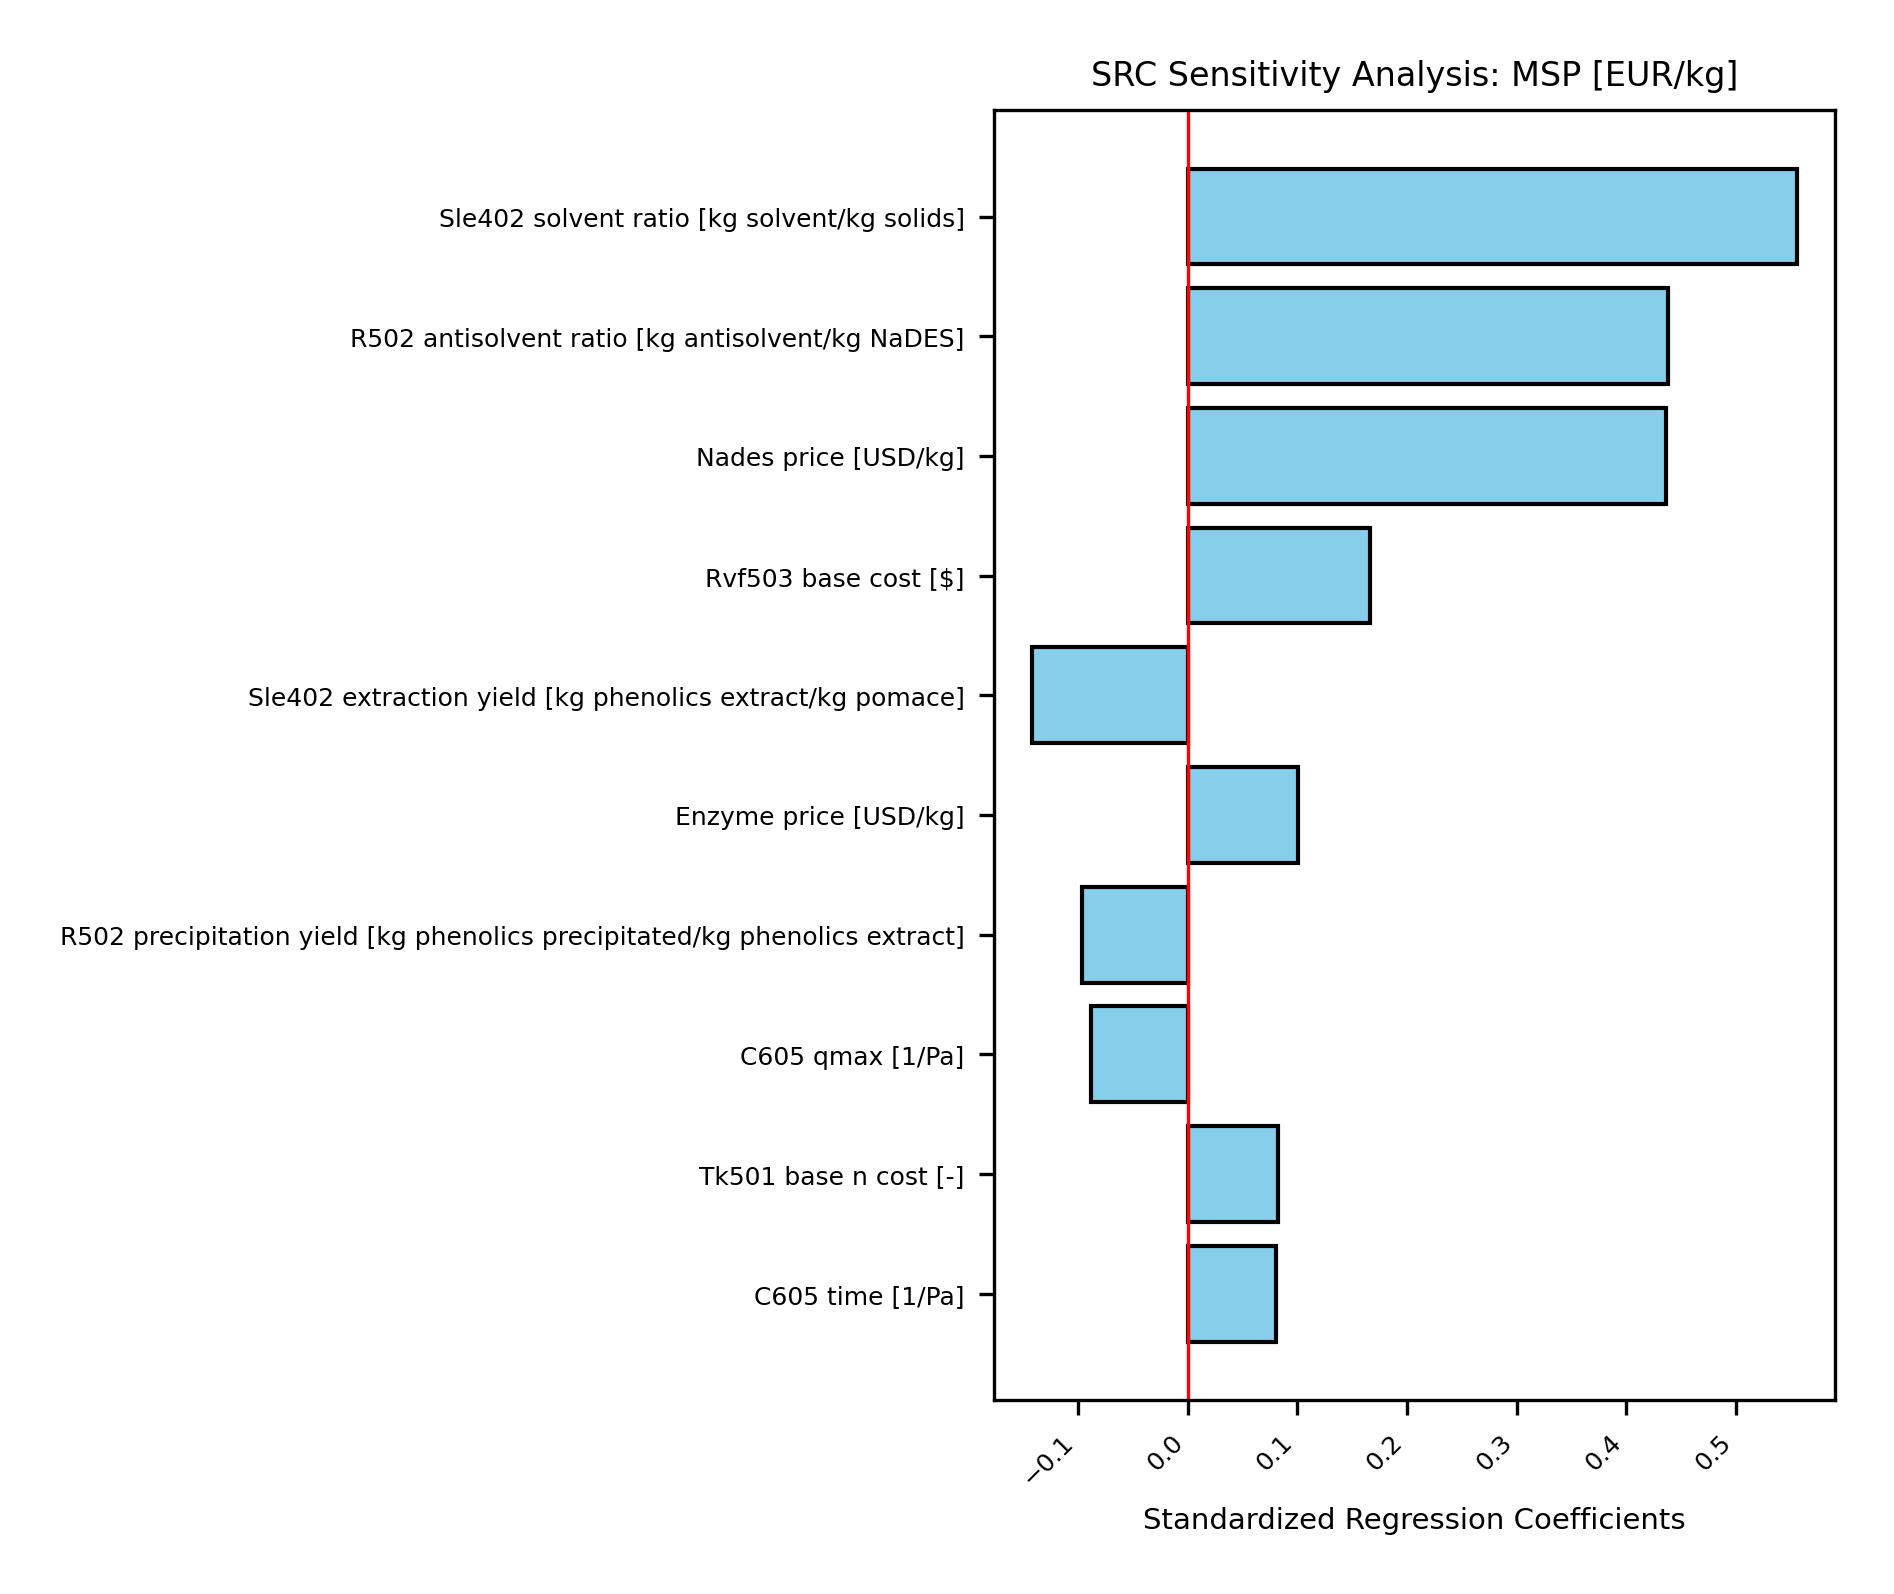 SRC Sensitivity Analysis: MSP [EUR/kg]
Sle402 solvent ratio [kg solvent/kg solids]
R502 antisolvent ratio [kg antisolvent/kg NaDES]
Nades price [USD/kg]
Rvf503 base cost [$]
Sle402 extraction yield [kg phenolics extract/kg pomace]
Enzyme price [USD/kg]
R502 precipitation yield [kg phenolics precipitated/kg phenolics extract]
C605 qmax [1/Pa]
Tk501 base n cost [-]
C605 time [1/Pa]
−0.1 0.0 0.1 0.2 0.3 0.4 0.5
Standardized Regression Coefficients